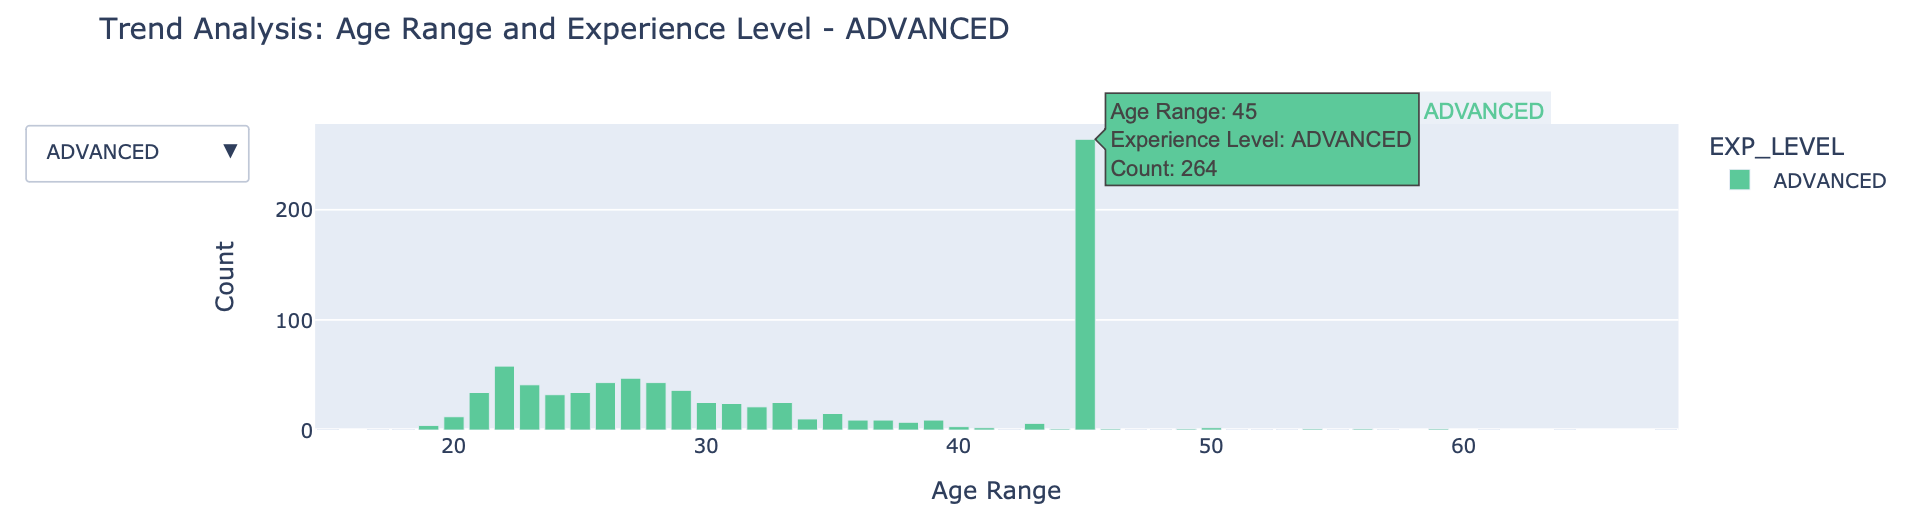 Trend Analysis: Age Range and Experience Level - ADVANCED
ADVANCED ▼
Age Range: 45
Experience Level: ADVANCED
Count: 264
ADVANCED
EXP_LEVEL
ADVANCED
Count
200
100
0
20 30 40 50 60
Age Range